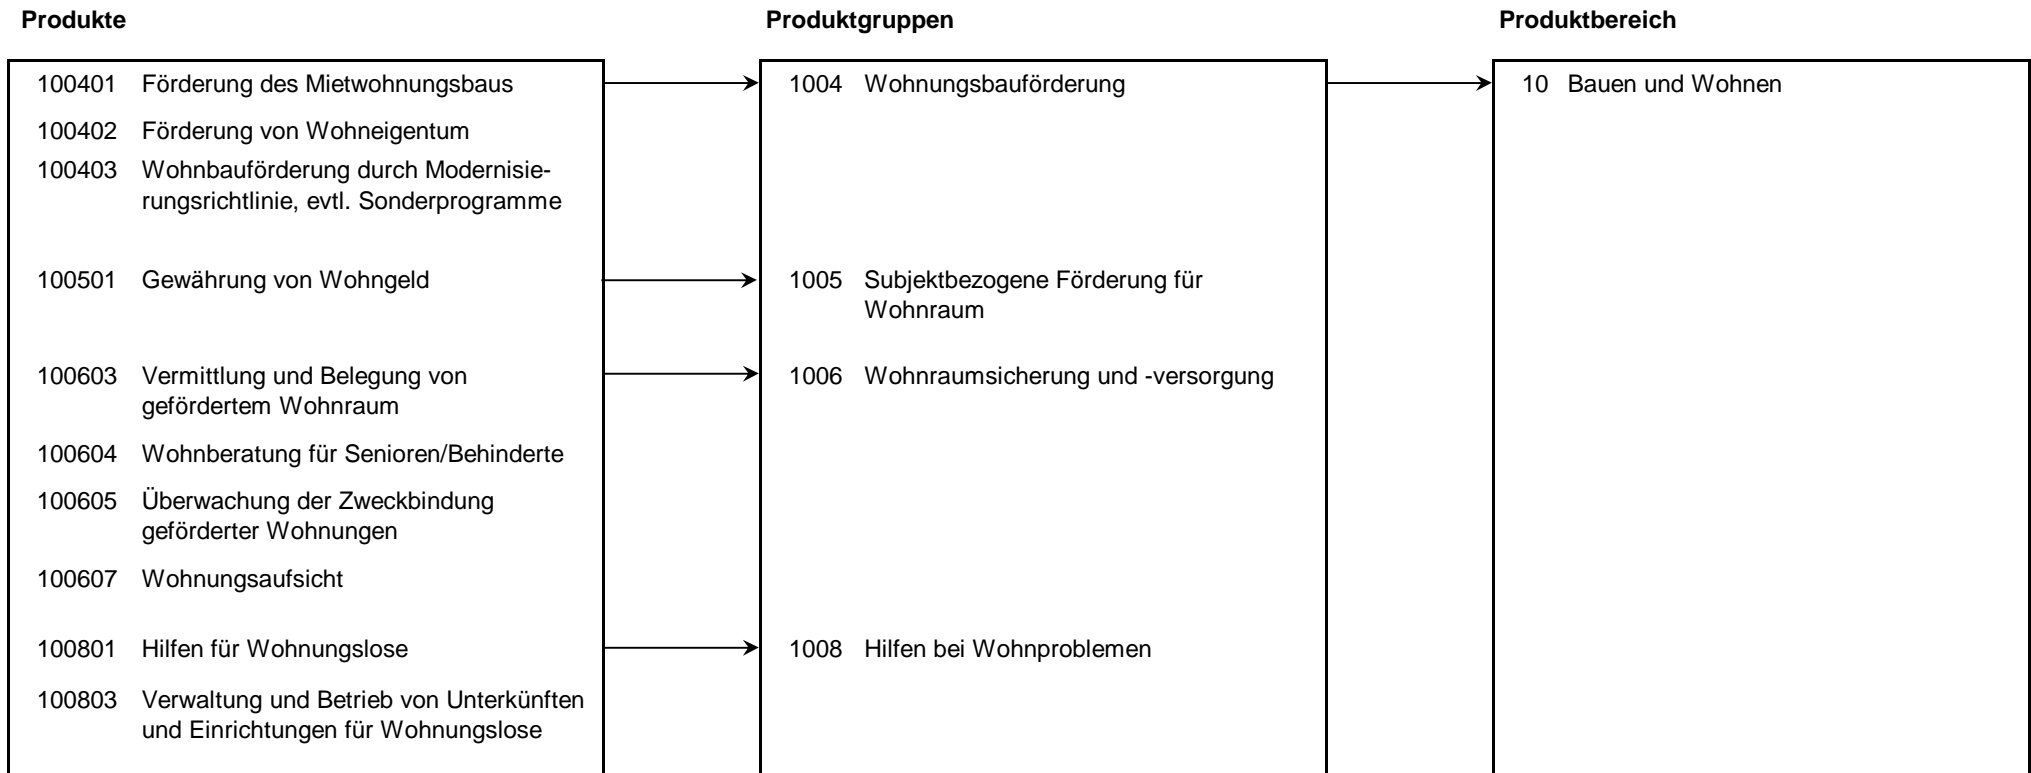 Produkte
Produktgruppen
Produktbereich
100401 Förderung des Mietwohnungsbaus
1004 Wohnungsbauförderung
10 Bauen und Wohnen
100402 Förderung von Wohneigentum
100403 Wohnbauförderung durch Modernisie-
rungsrichtlinie, evtl. Sonderprogramme
100501 Gewährung von Wohngeld
1005 Subjektbezogene Förderung für
Wohnraum
100603 Vermittlung und Belegung von
gefördertem Wohnraum
1006 Wohnraumsicherung und -versorgung
100604 Wohnberatung für Senioren/Behinderte
100605 Überwachung der Zweckbindung
geförderter Wohnungen
100607 Wohnungsaufsicht
100801 Hilfen für Wohnungslose
1008 Hilfen bei Wohnproblemen
100803 Verwaltung und Betrieb von Unterkünften
und Einrichtungen für Wohnungslose